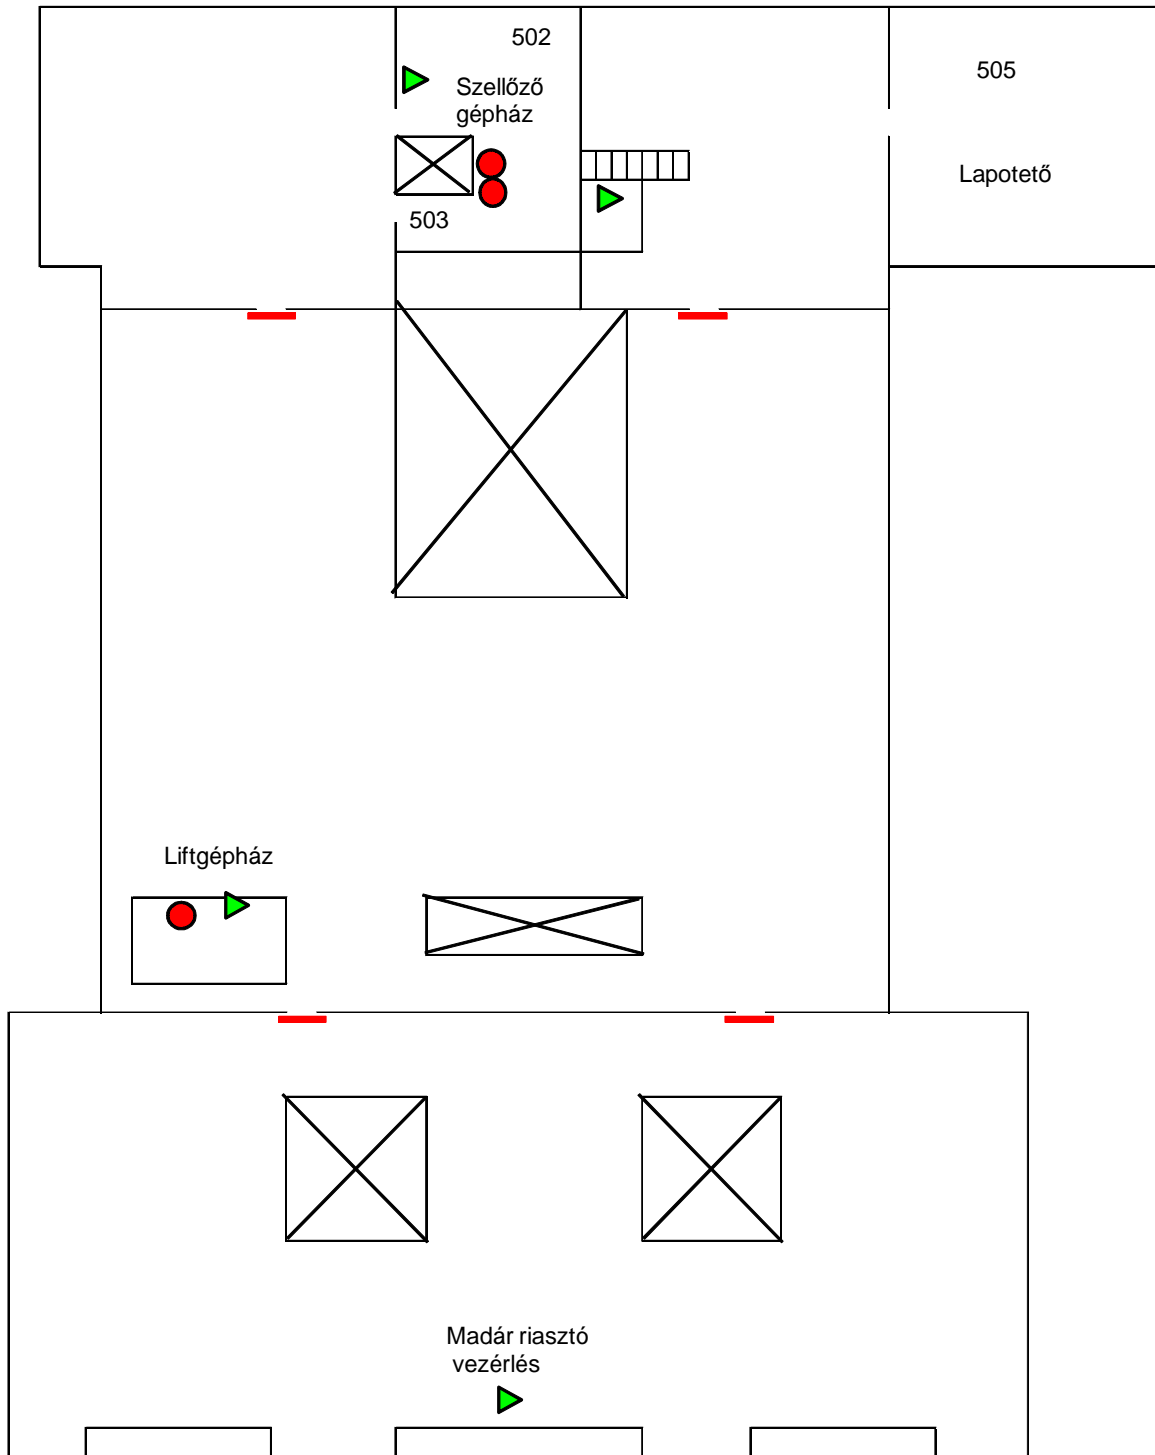 502
505
Szellőző
gépház
Lapotető
503
Liftgépház
Madár riasztó
vezérlés